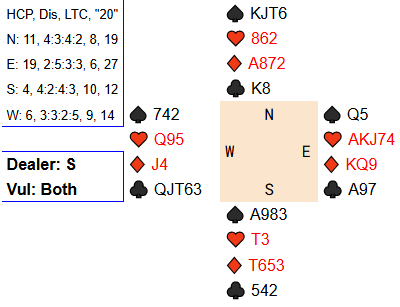 HCP, Dis, LTC, "20"
N: 11, 4:3:4:2, 8, 19
E: 19, 2:5:3:3, 6, 27
S: 4, 4:2:4:3, 10, 12
W: 6, 3:3:2:5, 9, 14
Dealer: S
Vul: Both
KJT6
862
A872
K8
742
Q95
J4
QJT63
N
W E
S
Q5
AKJ74
KQ9
A97
A983
T3
T653
542